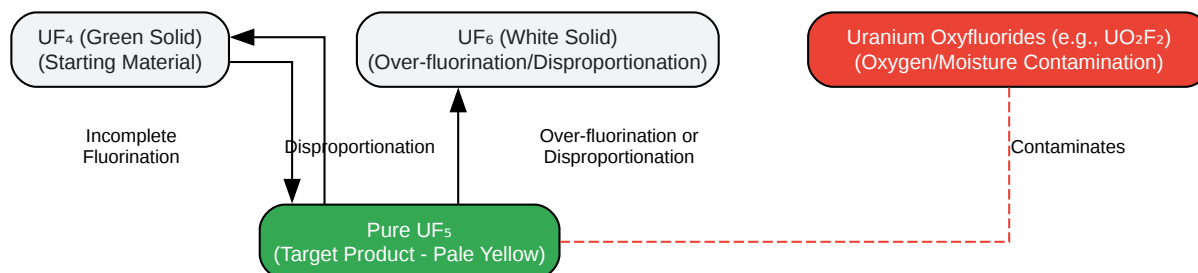 UF₄ (Green Solid)
(Starting Material)
UF₆ (White Solid)
(Over-fluorination/Disproportionation)
Uranium Oxyfluorides (e.g., UO₂F₂)
(Oxygen/Moisture Contamination)
Incomplete
Fluorination
Disproportionation
Over-fluorination or
Disproportionation
Contaminates
Pure UF₅
(Target Product - Pale Yellow)